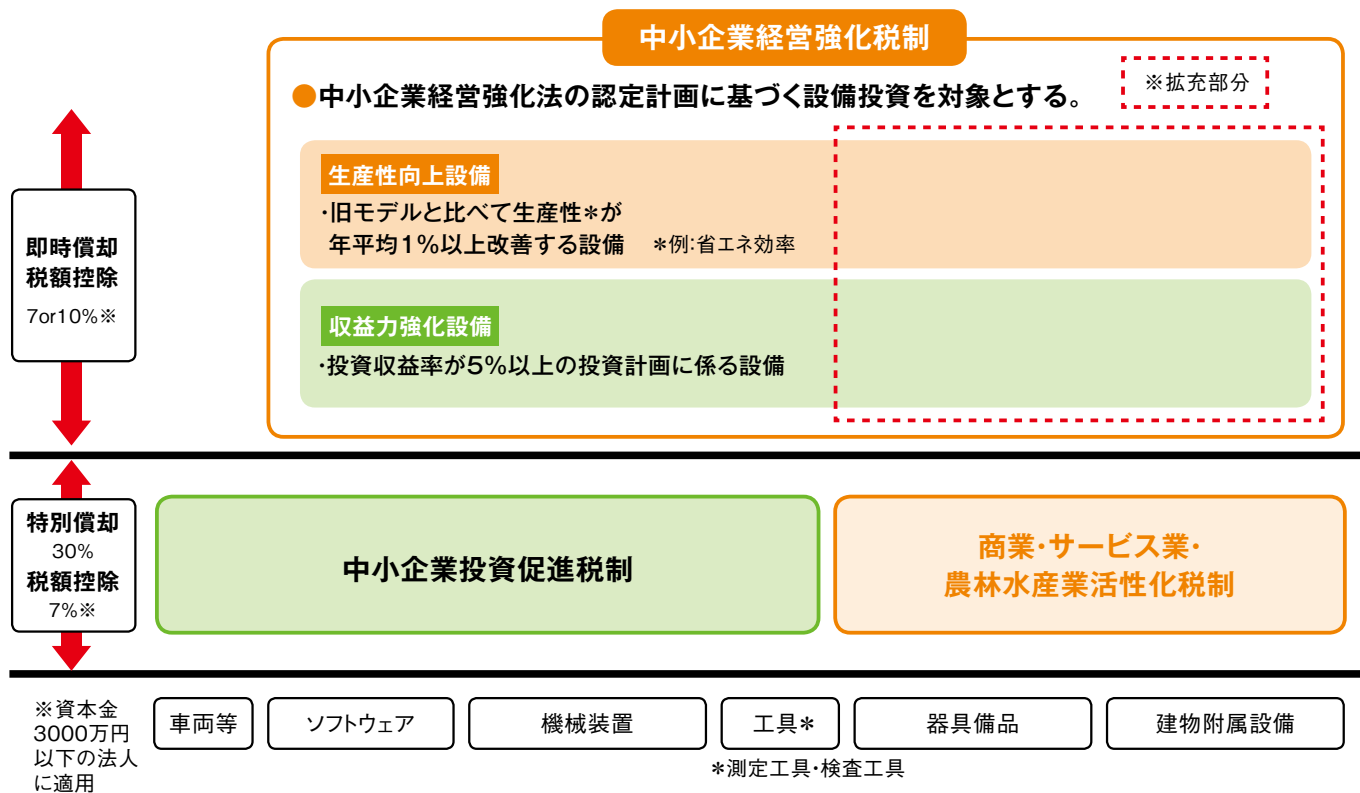 中小企業経営強化税制
●中小企業経営強化法の認定計画に基づく設備投資を対象とする。
※拡充部分
生産性向上設備
・旧モデルと比べて生産性＊が
年平均1%以上改善する設備　＊例:省エネ効率
収益力強化設備
・投資収益率が5%以上の投資計画に係る設備
即時償却
税額控除
7or10%※
特別償却
30%
税額控除
7%※
中小企業投資促進税制
商業・サービス業・
農林水産業活性化税制
※資本金
3000万円
以下の法人
に適用
車両等
ソフトウェア
機械装置
工具＊
器具備品
建物附属設備
＊測定工具・検査工具